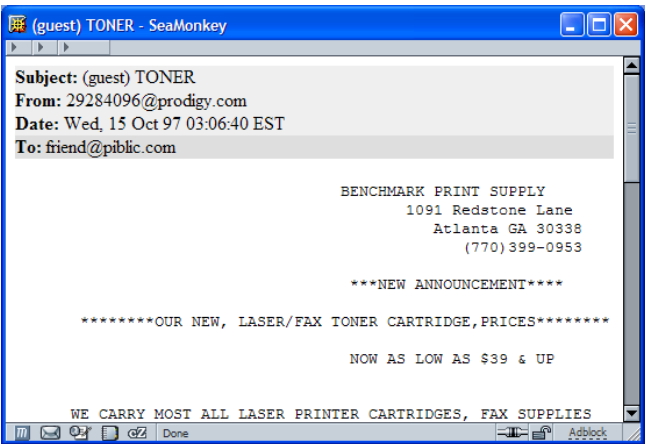 (guest) TONER - SeaMonkey
Subject: (guest) TONER
From: 29284096@prodigy.com
Date: Wed, 15 Oct 97 03:06:40 EST
To: friend@piblic.com
BENCHMARK PRINT SUPPLY
1091 Redstone Lane
Atlanta GA 30338
(770)399-0953
***NEW ANNOUNCEMENT****
********OUR NEW, LASER/FAX TONER CARTRIDGE,PRICES********
NOW AS LOW AS $39 & UP
WE CARRY MOST ALL LASER PRINTER CARTRIDGES, FAX SUPPLIES
Done Adblock